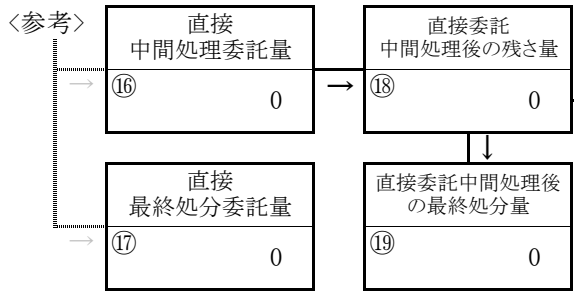 〈参考〉
直接
中間処理委託量
⑯
0
→
→
直接委託
中間処理後の残さ量
⑱
0
↓
直接
最終処分委託量
⑰
0
→
直接委託中間処理後
の最終処分量
⑲
0